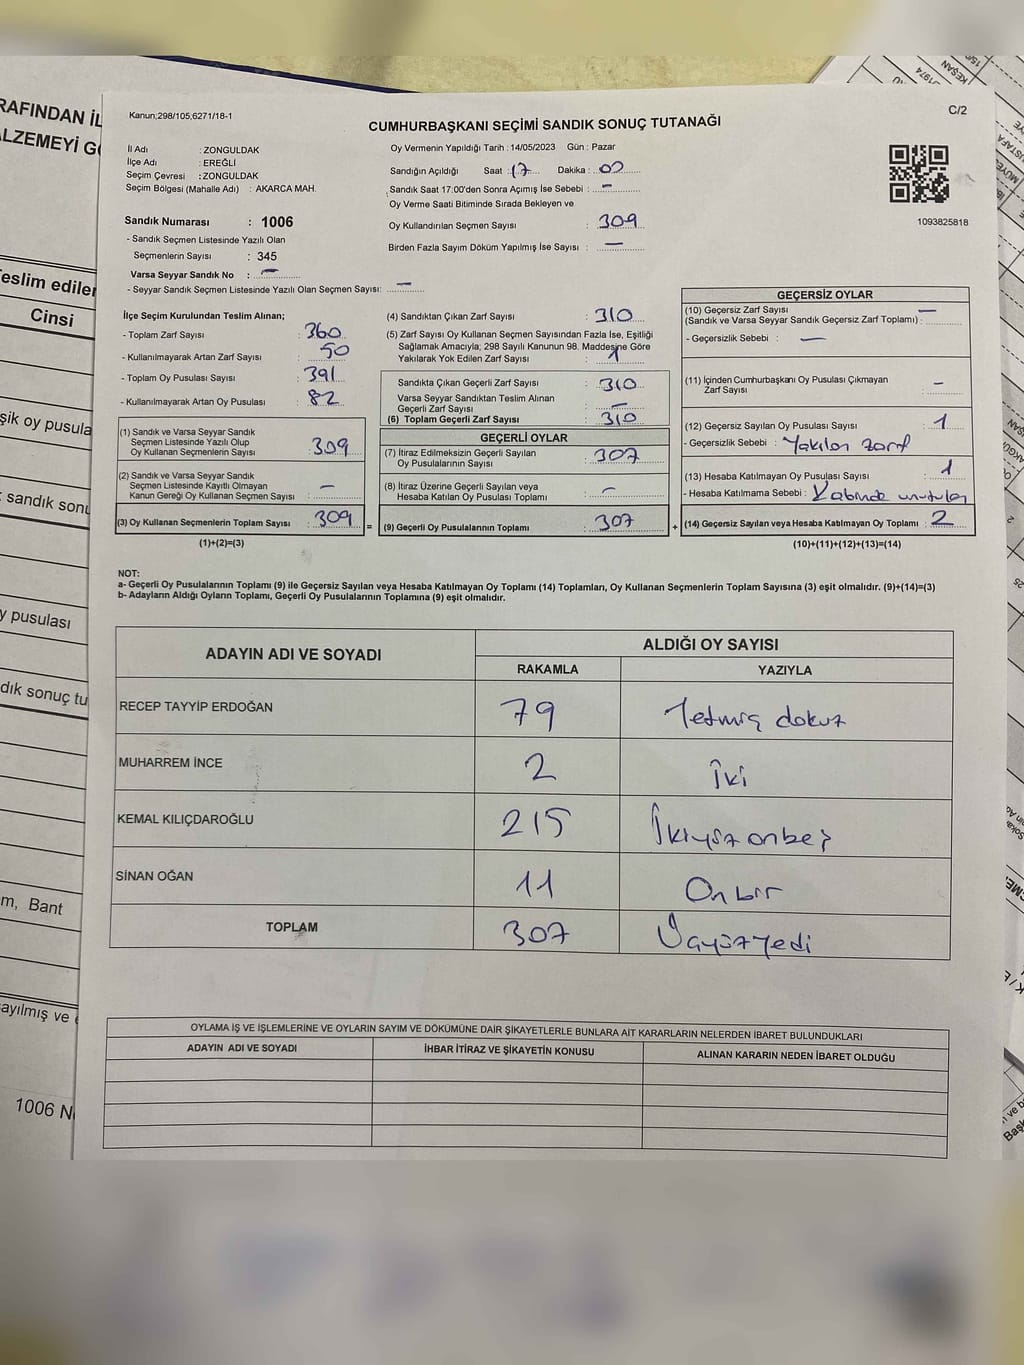 RAFINDAN İL
LZEMEYİ G
eslim edilen
Cinsi
şik oy pusula
sandık sonu
y pusulası
dık sonuç tu
m, Bant
ayılmış ve
1006 N
Kanun;298/105;6271/18-1
C/2
CUMHURBAŞKANI SEÇİMİ SANDIK SONUÇ TUTANAĞI
İl Adı : ZONGULDAK
İlçe Adı : EREĞLİ
Seçim Çevresi : ZONGULDAK
Seçim Bölgesi (Mahalle Adı) : AKARCA MAH.
Sandık Numarası : 1006
- Sandık Seçmen Listesinde Yazılı Olan
Seçmenlerin Sayısı : 345
Varsa Seyyar Sandık No : –
- Seyyar Sandık Seçmen Listesinde Yazılı Olan Seçmen Sayısı: –
Oy Vermenin Yapıldığı Tarih : 14/05/2023 Gün : Pazar
Sandığın Açıldığı Saat : 17 Dakika : 00
Sandık Saat 17:00'den Sonra Açımış İse Sebebi : –
Oy Verme Saati Bitiminde Sırada Bekleyen ve
Oy Kullandırılan Seçmen Sayısı : 309
Birden Fazla Sayım Döküm Yapılmış İse Sayısı : –
1093825818
İlçe Seçim Kurulundan Teslim Alınan;
- Toplam Zarf Sayısı : 360
- Kullanılmayarak Artan Zarf Sayısı : 50
- Toplam Oy Pusulası Sayısı : 391
- Kullanılmayarak Artan Oy Pusulası : 82
(1) Sandık ve Varsa Seyyar Sandık
Seçmen Listesinde Yazılı Olup
Oy Kullanan Seçmenlerin Sayısı : 309
(2) Sandık ve Varsa Seyyar Sandık
Seçmen Listesinde Kayıtlı Olmayan
Kanun Gereği Oy Kullanan Seçmen Sayısı : –
(3) Oy Kullanan Seçmenlerin Toplam Sayısı : 309 =
(1)+(2)=(3)
(4) Sandıktan Çıkan Zarf Sayısı : 310
(5) Zarf Sayısı Oy Kullanan Seçmen Sayısından Fazla İse, Eşitliği
Sağlamak Amacıyla; 298 Sayılı Kanunun 98. Maddesine Göre
Yakılarak Yok Edilen Zarf Sayısı : 1
Sandıkta Çıkan Geçerli Zarf Sayısı : 310
Varsa Seyyar Sandıktan Teslim Alınan
Geçerli Zarf Sayısı : –
(6) Toplam Geçerli Zarf Sayısı : 310
GEÇERLİ OYLAR
(7) İtiraz Edilmeksizin Geçerli Sayılan
Oy Pusulalarının Sayısı : 307
(8) İtiraz Üzerine Geçerli Sayılan veya
Hesaba Katılan Oy Pusulası Toplamı : –
(9) Geçerli Oy Pusulalarının Toplamı : 307 +
GEÇERSİZ OYLAR
(10) Geçersiz Zarf Sayısı –
(Sandık ve Varsa Seyyar Sandık Geçersiz Zarf Toplamı) :
- Geçersizlik Sebebi : –
(11) İçinden Cumhurbaşkanı Oy Pusulası Çıkmayan
Zarf Sayısı : –
(12) Geçersiz Sayılan Oy Pusulası Sayısı : 1
- Geçersizlik Sebebi : Yakılan zarf
(13) Hesaba Katılmayan Oy Pusulası Sayısı : 1
- Hesaba Katılmama Sebebi : Kabinde unutulan
(14) Geçersiz Sayılan veya Hesaba Katılmayan Oy Toplamı : 2
(10)+(11)+(12)+(13)=(14)
NOT:
a- Geçerli Oy Pusulalarının Toplamı (9) ile Geçersiz Sayılan veya Hesaba Katılmayan Oy Toplamı (14) Toplamları, Oy Kullanan Seçmenlerin Toplam Sayısına (3) eşit olmalıdır. (9)+(14)=(3)
b- Adayların Aldığı Oyların Toplamı, Geçerli Oy Pusulalarının Toplamına (9) eşit olmalıdır.
ADAYIN ADI VE SOYADI
ALDIĞI OY SAYISI
RAKAMLA YAZIYLA
RECEP TAYYİP ERDOĞAN 79 Yetmiş dokuz
MUHARREM İNCE 2 İki
KEMAL KILIÇDAROĞLU 215 İkiyüz onbeş
SİNAN OĞAN 11 On bir
TOPLAM 307 Üçyüzyedi
OYLAMA İŞ VE İŞLEMLERİNE VE OYLARIN SAYIM VE DÖKÜMÜNE DAİR ŞİKAYETLERLE BUNLARA AİT KARARLARIN NELERDEN İBARET BULUNDUKLARI
ADAYIN ADI VE SOYADI İHBAR İTİRAZ VE ŞİKAYETİN KONUSU ALINAN KARARIN NEDEN İBARET OLDUĞU